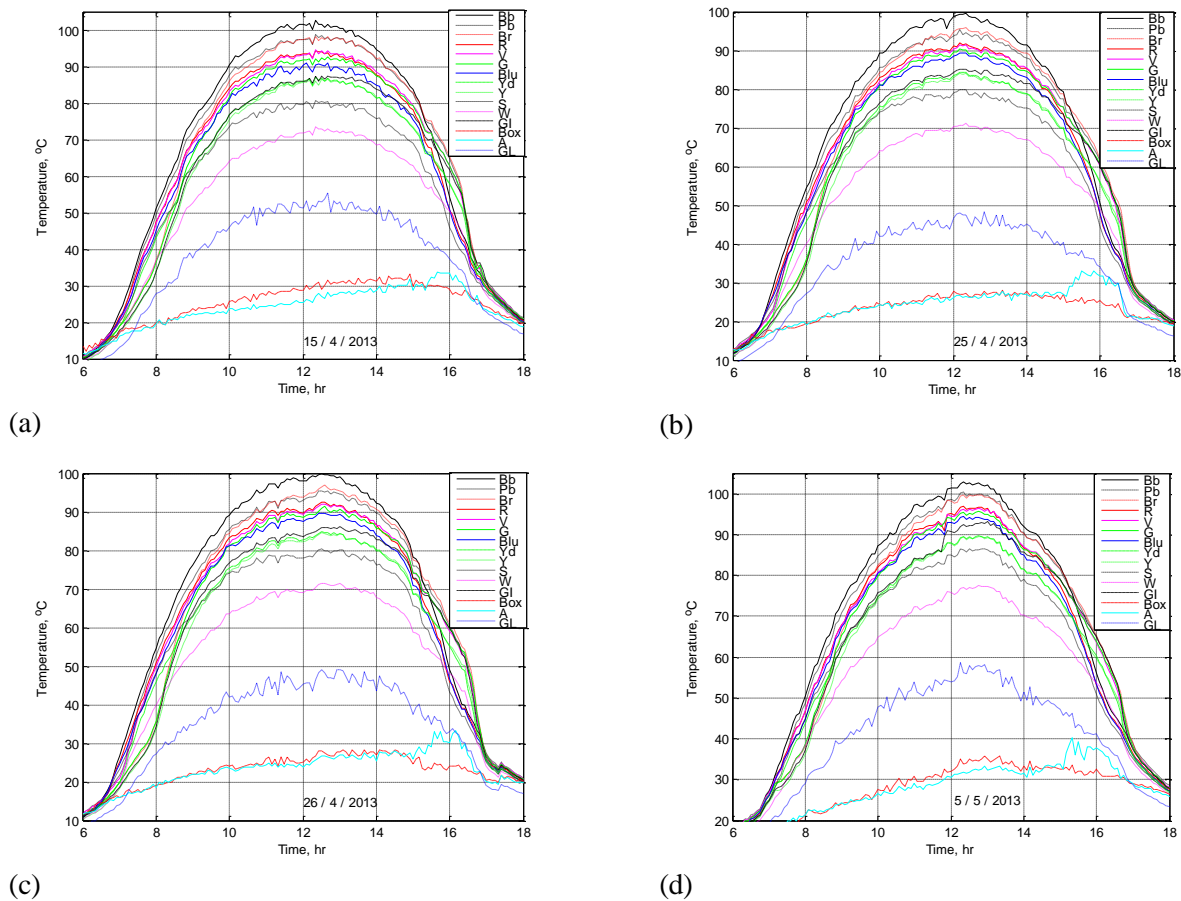 110
100
90
80
70
60
50
40
30
20
10
Temperature, °C
6 8 10 12 14 16 18
Time, hr
15 / 4 / 2013
Bb
Pb
Br
R
V
G
Blu
Yd
Y
S
W
Gl
Box
A
GL
(a)
100
90
80
70
60
50
40
30
20
10
Temperature, °C
6 8 10 12 14 16 18
Time, hr
25 / 4 / 2013
Bb
Pb
Br
R
V
G
Blu
Yd
Y
S
W
Gl
Box
A
GL
(b)
100
90
80
70
60
50
40
30
20
10
Temperature, °C
6 8 10 12 14 16 18
Time, hr
26 / 4 / 2013
Bb
Pb
Br
R
V
G
Blu
Yd
Y
S
W
Gl
Box
A
GL
(c)
100
90
80
70
60
50
40
30
20
Temperature, °C
6 8 10 12 14 16 18
Time, hr
5 / 5 / 2013
Bb
Pb
Br
R
V
G
Blu
Yd
Y
S
W
Gl
Box
A
GL
(d)